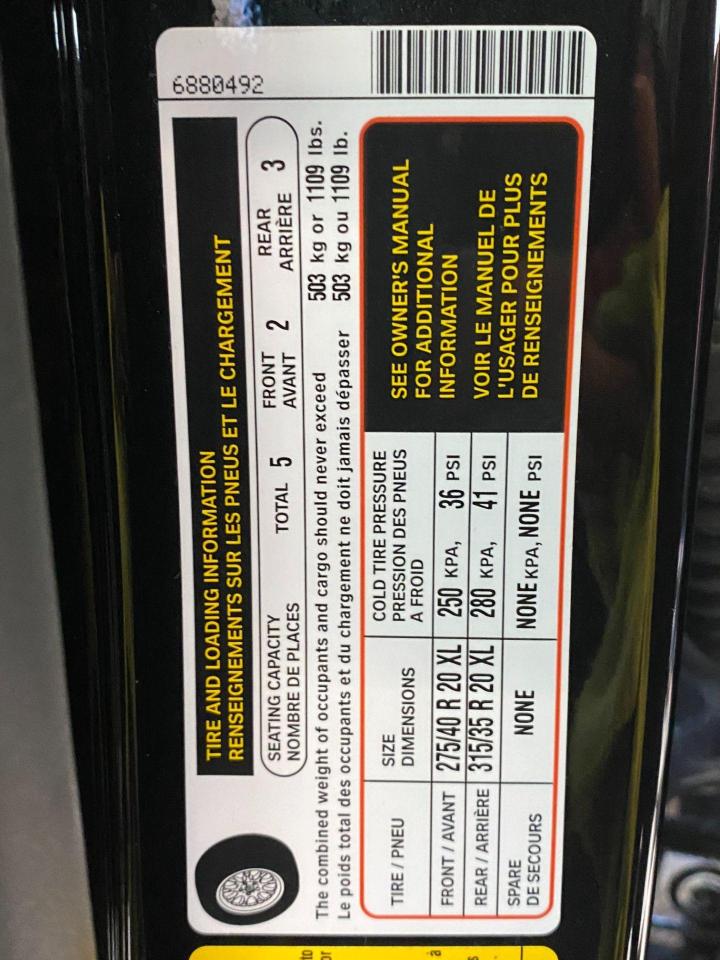 TIRE AND LOADING INFORMATION
RENSEIGNEMENTS SUR LES PNEUS ET LE CHARGEMENT
6880492
SEATING CAPACITY
NOMBRE DE PLACES
TOTAL 5
FRONT
AVANT 2
REAR
ARRIÈRE 3
The combined weight of occupants and cargo should never exceed 503 kg or 1109 lbs.
Le poids total des occupants et du chargement ne doit jamais dépasser 503 kg ou 1109 lb.
TIRE / PNEU
SIZE
DIMENSIONS
COLD TIRE PRESSURE
PRESSION DES PNEUS
A FROID
FRONT / AVANT 275/40 R 20 XL 250 KPA, 36 PSI
REAR / ARRIÈRE 315/35 R 20 XL 280 KPA, 41 PSI
SPARE
DE SECOURS
NONE NONE KPA, NONE PSI
SEE OWNER'S MANUAL
FOR ADDITIONAL
INFORMATION
VOIR LE MANUEL DE
L'USAGER POUR PLUS
DE RENSEIGNEMENTS